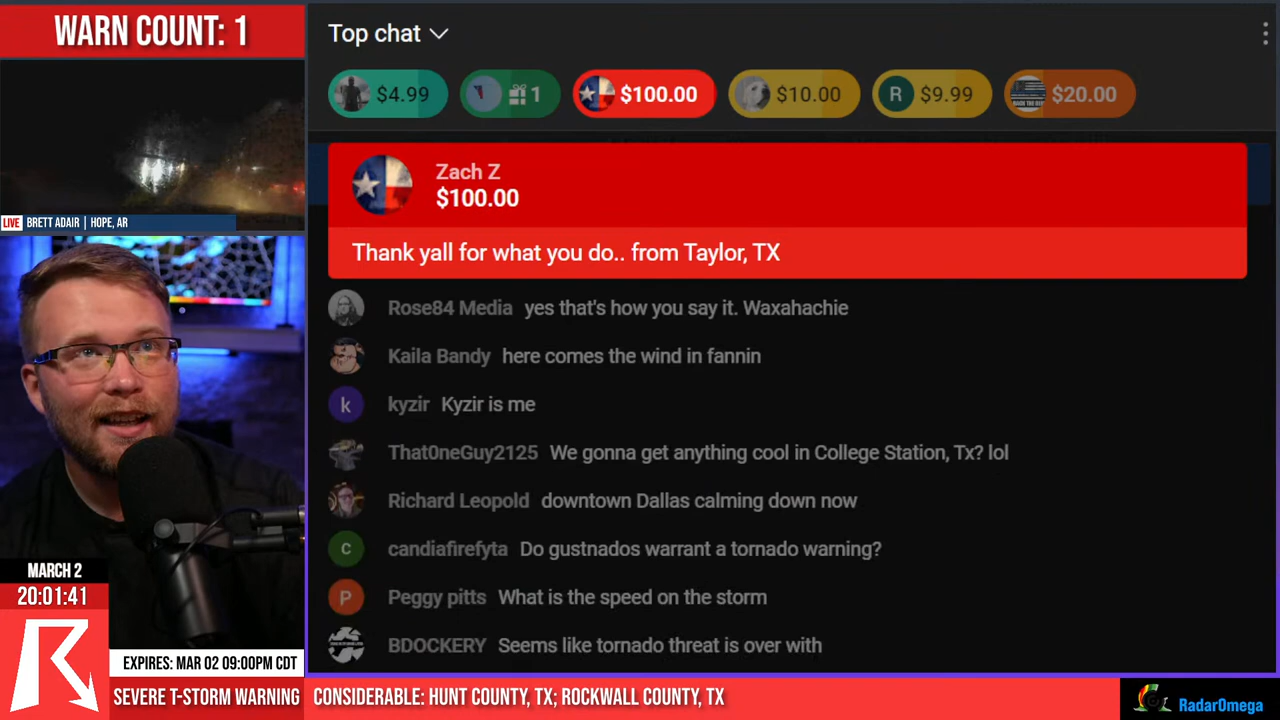 WARN COUNT: 1
LIVE BRETT ADAIR | HOPE, AR
MARCH 2
20:01:41
EXPIRES: MAR 02 09:00PM CDT
SEVERE T-STORM WARNING
CONSIDERABLE: HUNT COUNTY, TX; ROCKWALL COUNTY, TX
RadarOmega
Top chat
$4.99
1
$100.00
$10.00
R $9.99
$20.00
Zach Z
$100.00
Thank yall for what you do.. from Taylor, TX
Rose84 Media yes that's how you say it. Waxahachie
Kaila Bandy here comes the wind in fannin
k kyzir Kyzir is me
That0neGuy2125 We gonna get anything cool in College Station, Tx? lol
Richard Leopold downtown Dallas calming down now
C candiafirefyta Do gustnados warrant a tornado warning?
P Peggy pitts What is the speed on the storm
BDOCKERY Seems like tornado threat is over with